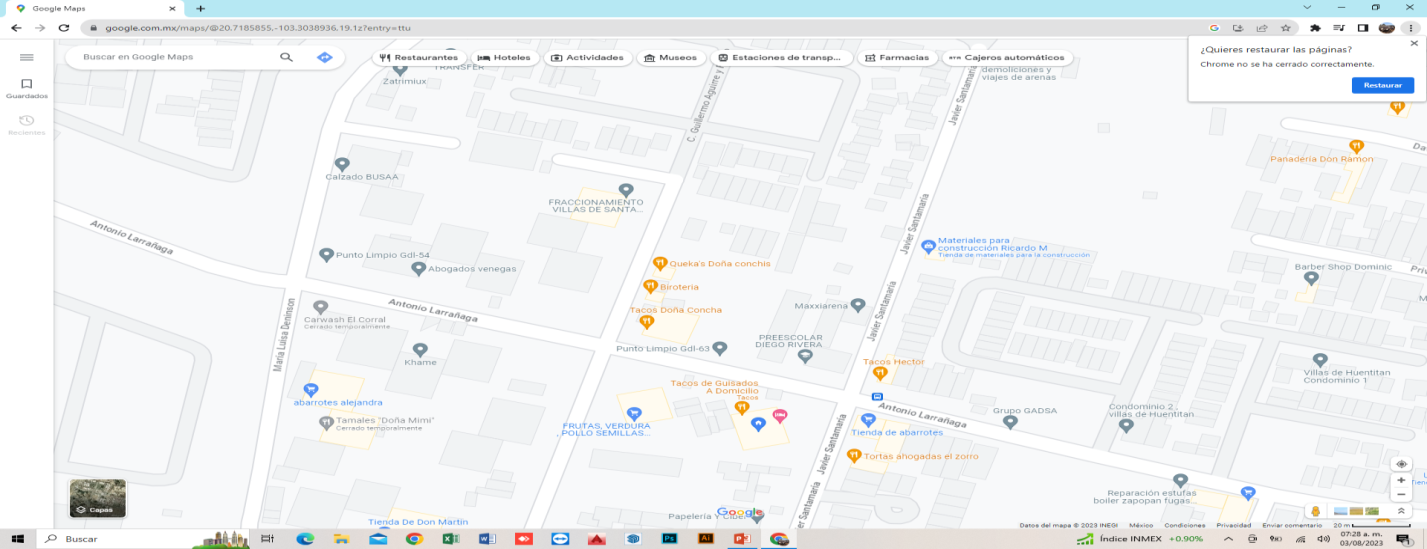 Google Maps
google.com.mx/maps/@20.7185855,-103.3038936,19.1z?entry=ttu
¿Quieres restaurar las páginas?
Chrome no se ha cerrado correctamente.
Restaurar
Buscar en Google Maps
Restaurantes
Hoteles
Actividades
Museos
Estaciones de transp...
Farmacias
Cajeros automáticos
Guardados
Recientes
TRANSFER
Zatrimiux
demoliciones y
viajes de arenas
Javier Santamaria
C. Guillermo Aguirre y
Panadería Don Ramon
Calzado BUSAA
FRACCIONAMIENTO
VILLAS DE SANTA...
Antonio Larrañaga
Javier Santamaria
Materiales para
construcción Ricardo M
Tienda de materiales para la construcción
Punto Limpio Gdl-54
Abogados venegas
Queka's Doña conchis
Biroteria
Barber Shop Dominic
Carwash El Corral
Cerrado temporalmente
Antonio Larrañaga
Tacos Doña Concha
Maxxiarena
Javier Santamaria
Maria Luisa Deninson
Khame
Punto Limpio Gdl-63
PREESCOLAR
DIEGO RIVERA
Tacos Hector
Villas de Huentitan
Condominio 1
abarrotes alejandra
Tacos de Guisados
A Domicilio
Tacos
Tamales "Doña Mimi"
Cerrado temporalmente
FRUTAS, VERDURA
, POLLO SEMILLAS...
Antonio Larrañaga
Grupo GADSA
Condominio 2 ,
villas de Huentitan.
Tienda de abarrotes
Javier Santamaria
Tortas ahogadas el zorro
Reparación estufas
boiler zapopan fugas...
Capas
Tienda De Don Martin
Papelería Y Ciber
Google
Javier Santamaria
Datos del mapa © 2023 INEGI México Condiciones Privacidad Enviar comentario 20 m
Buscar
Índice INMEX +0.90%
07:28 a. m.
03/08/2023